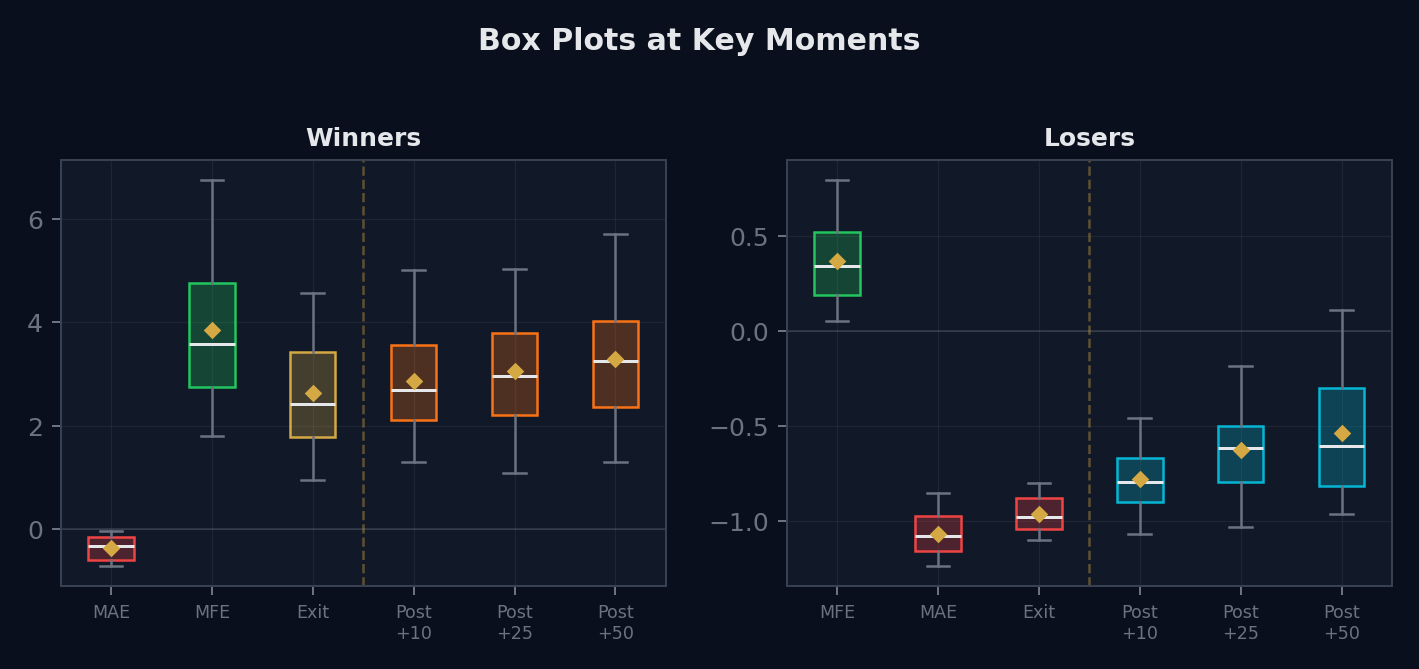 Box Plots at Key Moments
Winners
6
4
2
0
MAE
MFE
Exit
Post
+10
Post
+25
Post
+50
Losers
0.5
0.0
−0.5
−1.0
MFE
MAE
Exit
Post
+10
Post
+25
Post
+50